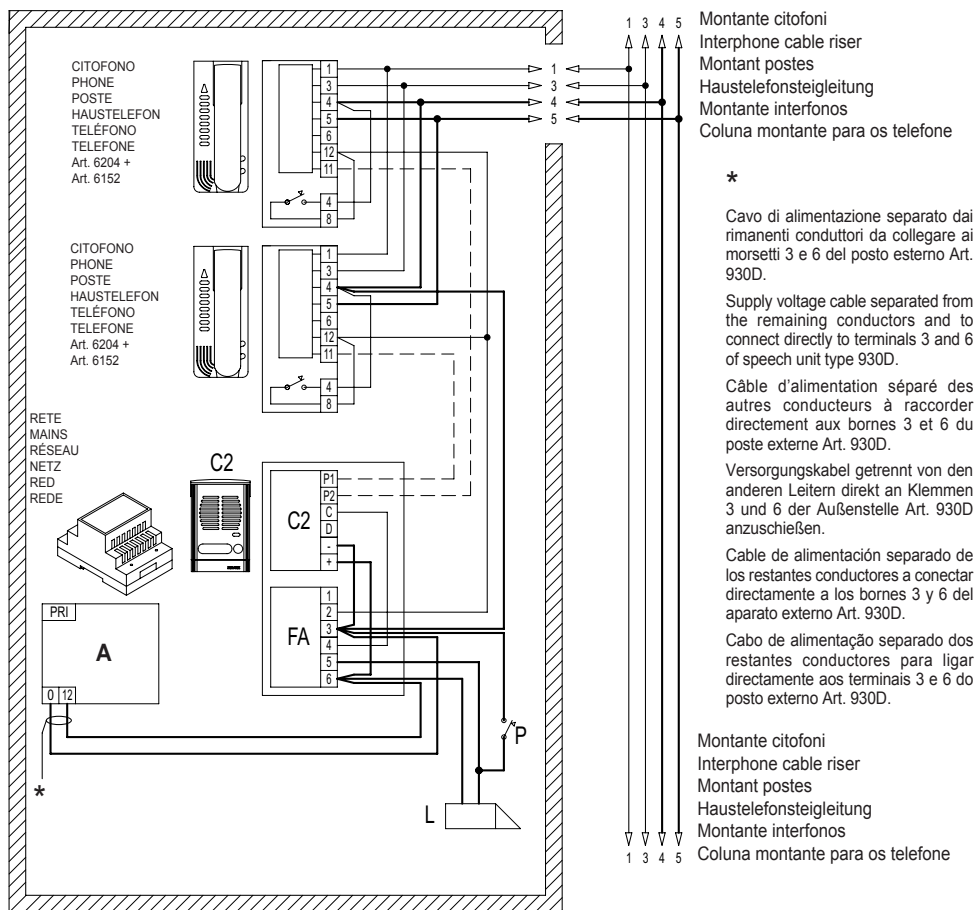 1 3 4 5
Montante citofoni
Interphone cable riser
Montant postes
Haustelefonsteigleitung
Montante interfonos
Coluna montante para os telefone
CITOFONO
PHONE
POSTE
HAUSTELEFON
TELÉFONO
TELEFONE
Art. 6204 +
Art. 6152
1
3
4
5
6
12
11
4
8
1
3
4
5
CITOFONO
PHONE
POSTE
HAUSTELEFON
TELÉFONO
TELEFONE
Art. 6204 +
Art. 6152
1
3
4
5
6
12
11
4
8
*
Cavo di alimentazione separato dai
rimanenti conduttori da collegare ai
morsetti 3 e 6 del posto esterno Art.
930D.
Supply voltage cable separated from
the remaining conductors and to
connect directly to terminals 3 and 6
of speech unit type 930D.
Câble d'alimentation séparé des
autres conducteurs à raccorder
directement aux bornes 3 et 6 du
poste externe Art. 930D.
Versorgungskabel getrennt von den
anderen Leitern direkt an Klemmen
3 und 6 der Außenstelle Art. 930D
anzuschießen.
Cable de alimentación separado de
los restantes conductores a conectar
directamente a los bornes 3 y 6 del
aparato externo Art. 930D.
Cabo de alimentação separado dos
restantes conductores para ligar
directamente aos terminais 3 e 6 do
posto externo Art. 930D.
RETE
MAINS
RÉSEAU
NETZ
RED
REDE
C2
C2
P1
P2
C
D
-
+
FA
1
2
3
4
5
6
PRI
A
0 12
*
P
L
Montante citofoni
Interphone cable riser
Montant postes
Haustelefonsteigleitung
Montante interfonos
Coluna montante para os telefone
1 3 4 5